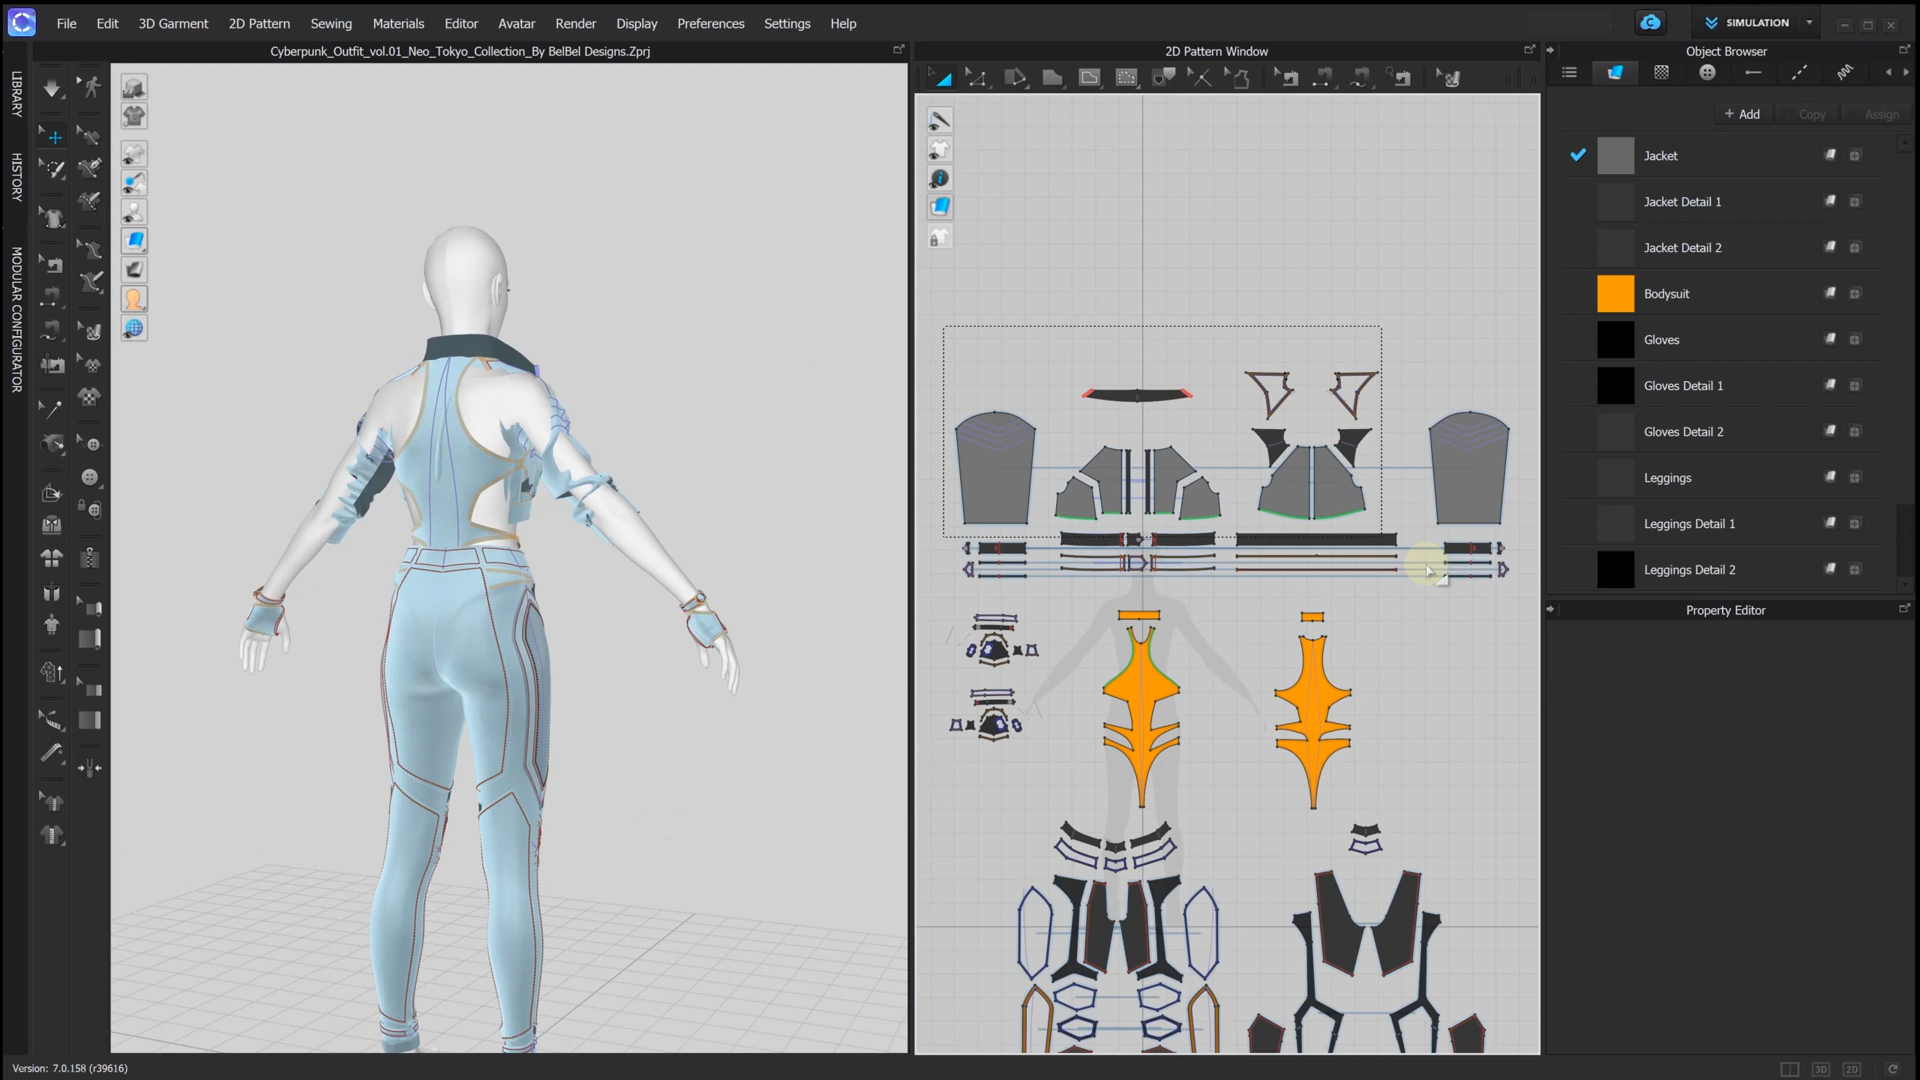 File Edit 3D Garment 2D Pattern Sewing Materials Editor Avatar Render Display Preferences Settings Help
SIMULATION
Cyberpunk_Outfit_vol.01_Neo_Tokyo_Collection_By BelBel Designs.Zprj
2D Pattern Window
Object Browser
LIBRARY
HISTORY
MODULAR CONFIGURATOR
+ Add Copy Assign
Jacket
Jacket Detail 1
Jacket Detail 2
Bodysuit
Gloves
Gloves Detail 1
Gloves Detail 2
Leggings
Leggings Detail 1
Leggings Detail 2
Property Editor
Version: 7.0.158 (r39616)
3D 2D